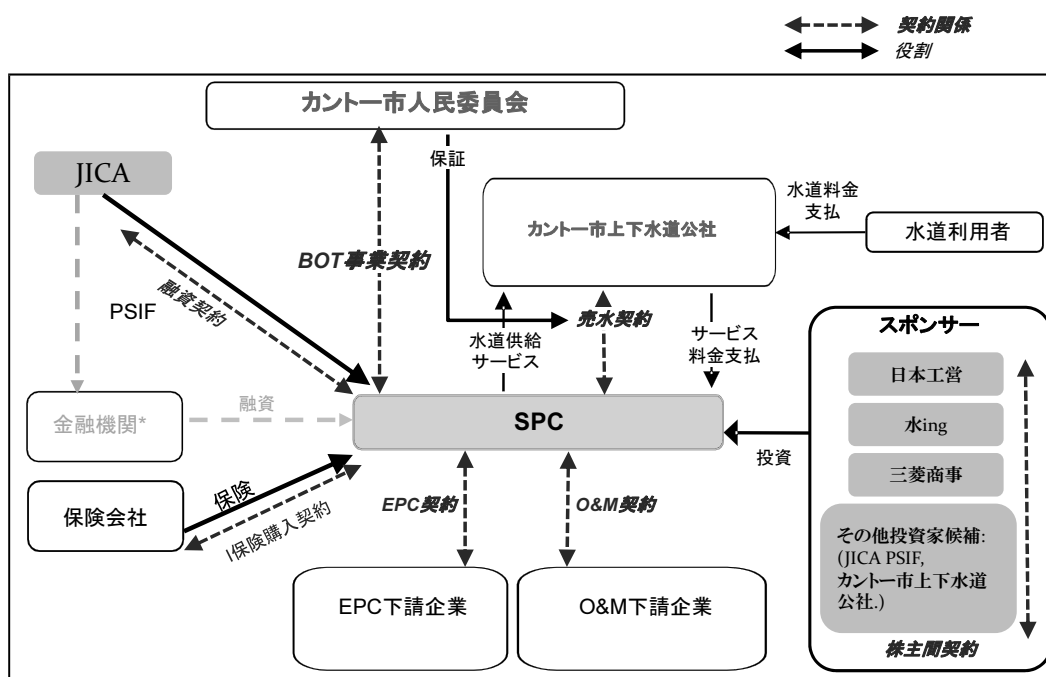 契約関係
役割
カントー市人民委員会
JICA
保証
水道料金
支払
カントー市上下水道公社
水道利用者
BOT事業契約
融資契約
PSIF
水道供給
サービス
売水契約
サービス
料金支払
スポンサー
日本工営
水ing
三菱商事
その他投資家候補:
(JICA PSIF,
カントー市上下水道
公社.)
株主間契約
金融機関*
融資
SPC
投資
保険会社
保険
I保険購入契約
EPC契約
O&M契約
EPC下請企業
O&M下請企業